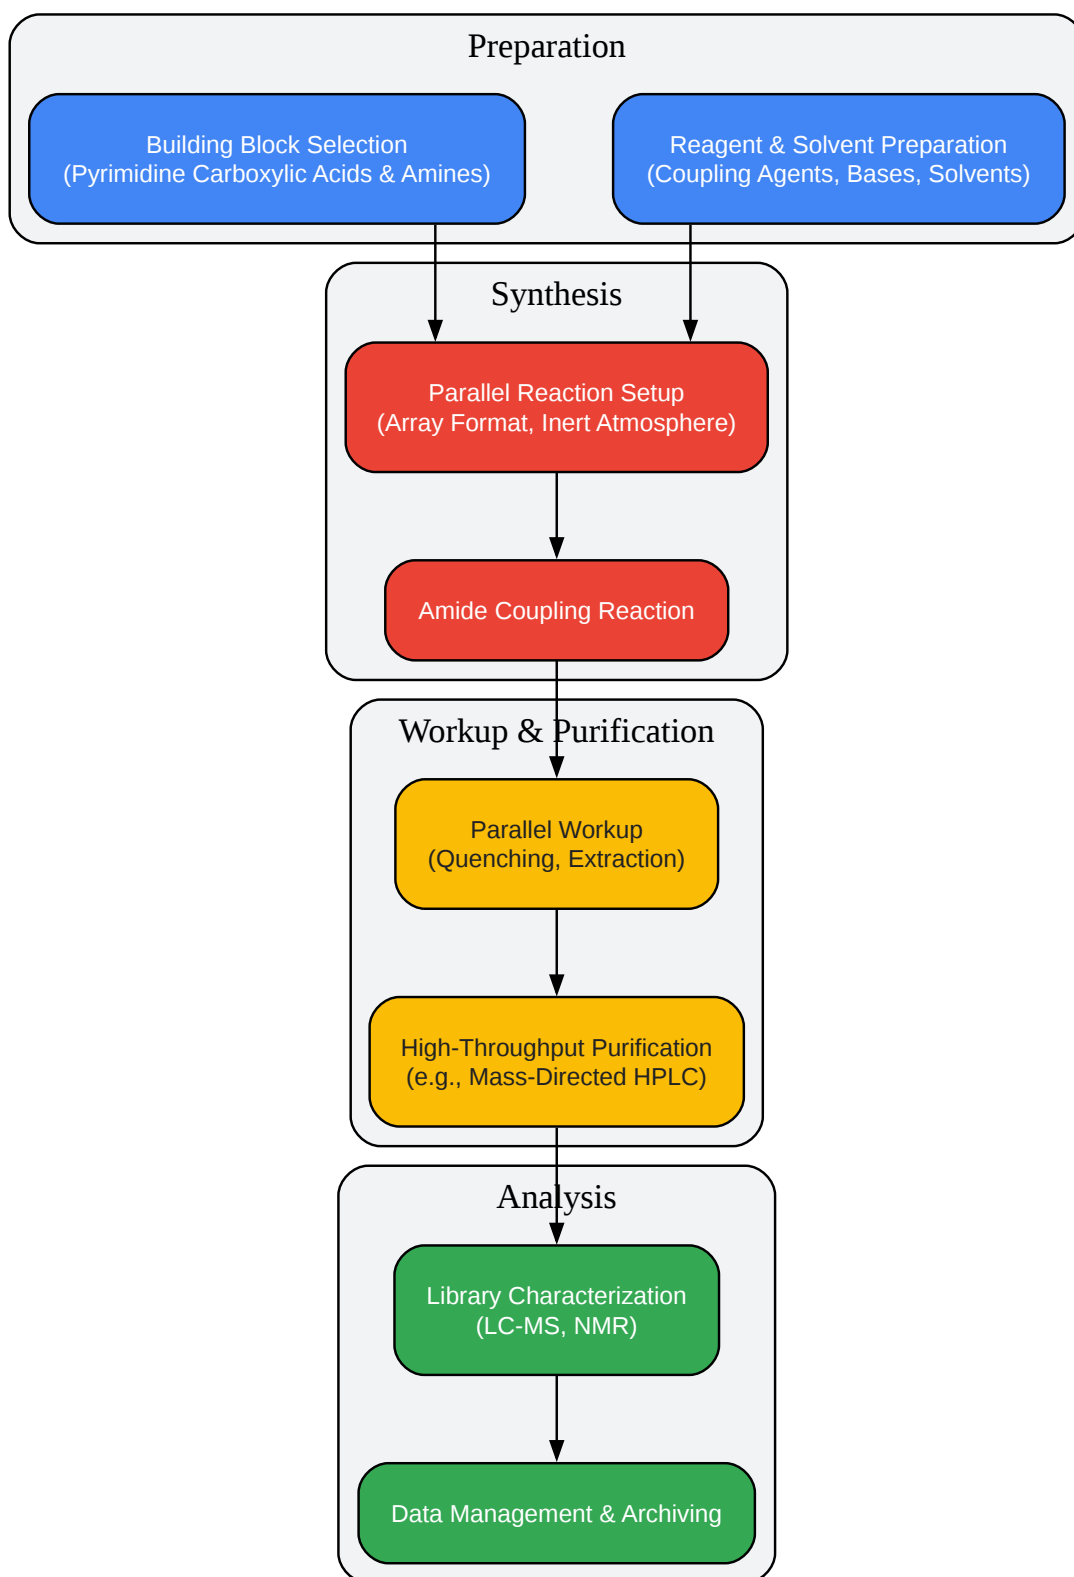 Preparation
Building Block Selection
(Pyrimidine Carboxylic Acids & Amines)
Reagent & Solvent Preparation
(Coupling Agents, Bases, Solvents)
Synthesis
Parallel Reaction Setup
(Array Format, Inert Atmosphere)
Amide Coupling Reaction
Workup & Purification
Parallel Workup
(Quenching, Extraction)
High-Throughput Purification
(e.g., Mass-Directed HPLC)
Analysis
Library Characterization
(LC-MS, NMR)
Data Management & Archiving